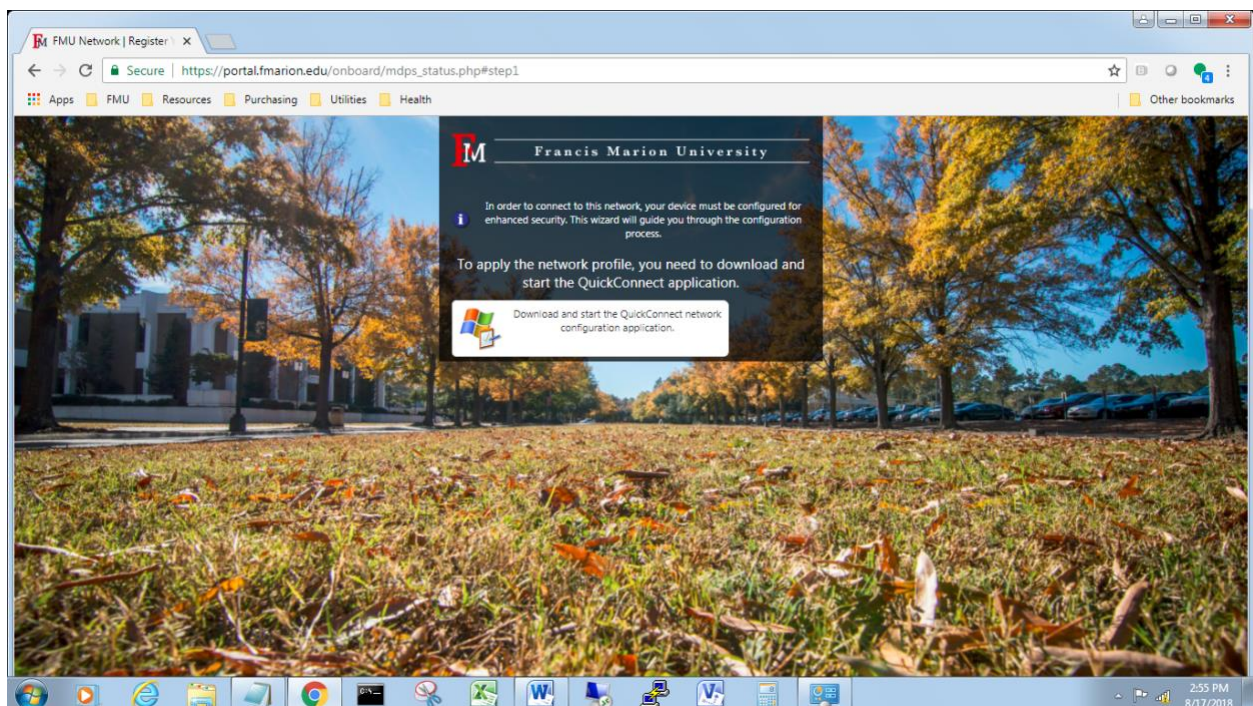 FMU Network | Register
Secure | https://portal.fmarion.edu/onboard/mdps_status.php#step1
4
Apps FMU Resources Purchasing Utilities Health Other bookmarks
FM Francis Marion University
In order to connect to this network, your device must be configured for
enhanced security. This wizard will guide you through the configuration
process.
To apply the network profile, you need to download and
start the QuickConnect application.
Download and start the QuickConnect network
configuration application.
C:\
2:55 PM
8/17/2018